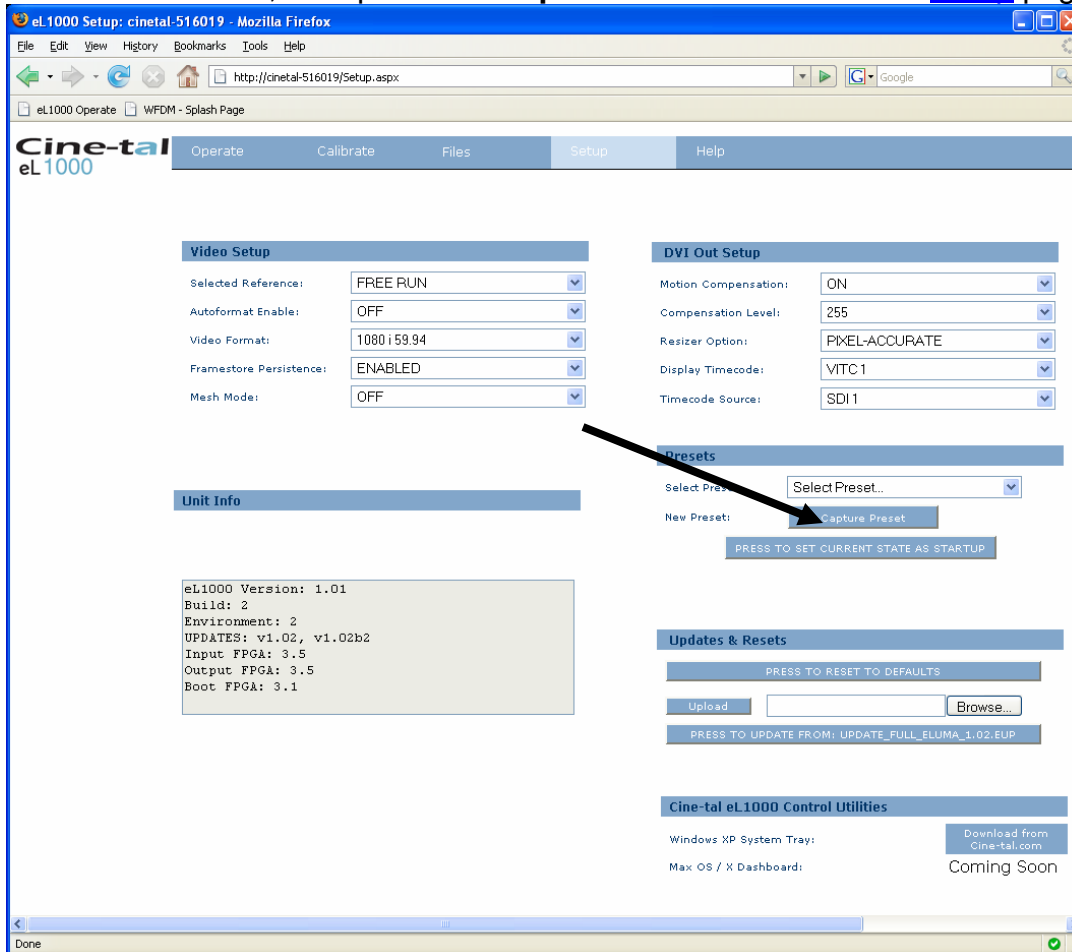 eL1000 Setup: cinetal-516019 - Mozilla Firefox
File Edit View History Bookmarks Tools Help
http://cinetal-516019/Setup.aspx
Google
eL1000 Operate WFDM - Splash Page
Cine-tal
eL1000
Operate Calibrate Files Setup Help
Video Setup
Selected Reference: FREE RUN
Autoformat Enable: OFF
Video Format: 1080 i 59.94
Framestore Persistence: ENABLED
Mesh Mode: OFF
DVI Out Setup
Motion Compensation: ON
Compensation Level: 255
Resizer Option: PIXEL-ACCURATE
Display Timecode: VITC 1
Timecode Source: SDI 1
Presets
Select Select Preset...
New Preset: Capture Preset
PRESS TO SET CURRENT STATE AS STARTUP
Unit Info
eL1000 Version: 1.01
Build: 2
Environment: 2
UPDATES: v1.02, v1.02b2
Input FPGA: 3.5
Output FPGA: 3.5
Boot FPGA: 3.1
Updates & Resets
PRESS TO RESET TO DEFAULTS
Upload Browse...
PRESS TO UPDATE FROM: UPDATE_FULL_ELUMA_1.02.EUP
Cine-tal eL1000 Control Utilities
Windows XP System Tray: Download from Cine-tal.com
Max OS / X Dashboard: Coming Soon
Done